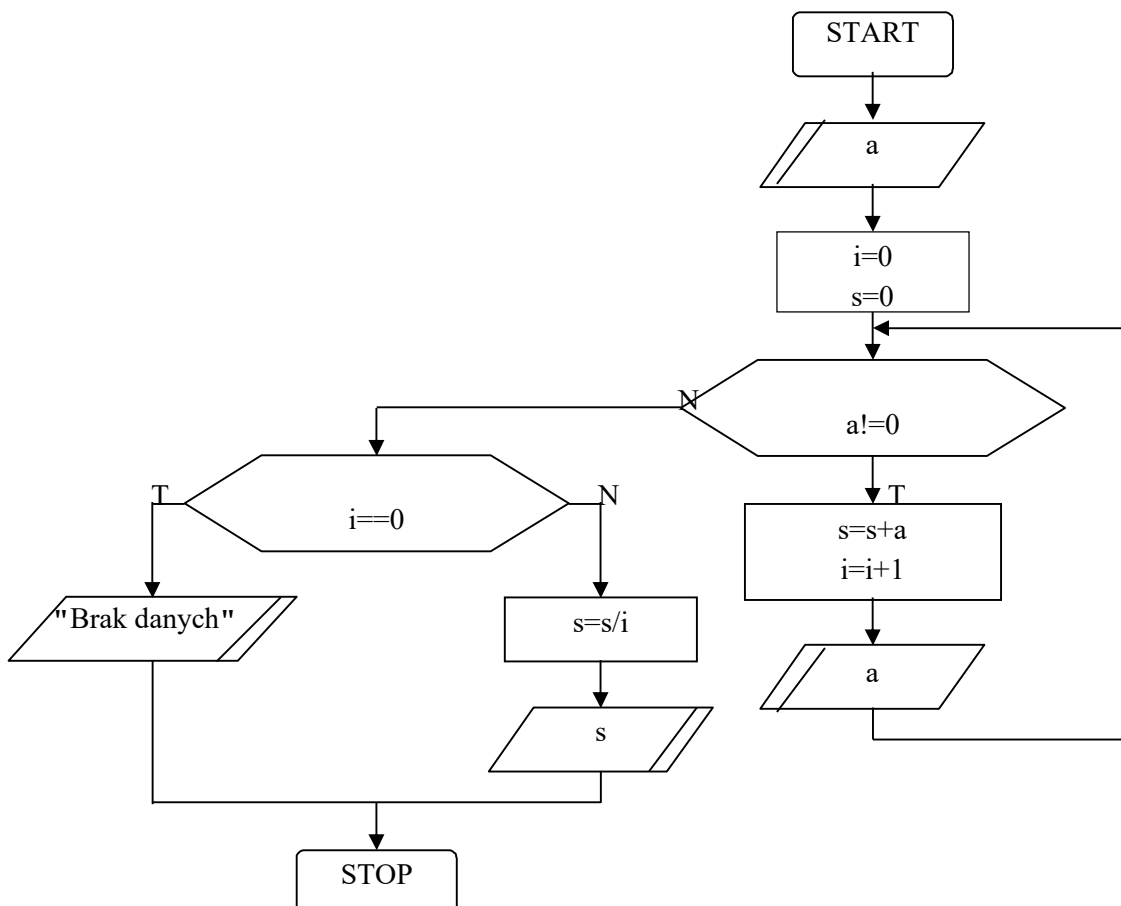 START
a
i=0
s=0
N
a!=0
T
i==0
N
T
s=s+a
i=i+1
"Brak danych"
s=s/i
a
s
STOP